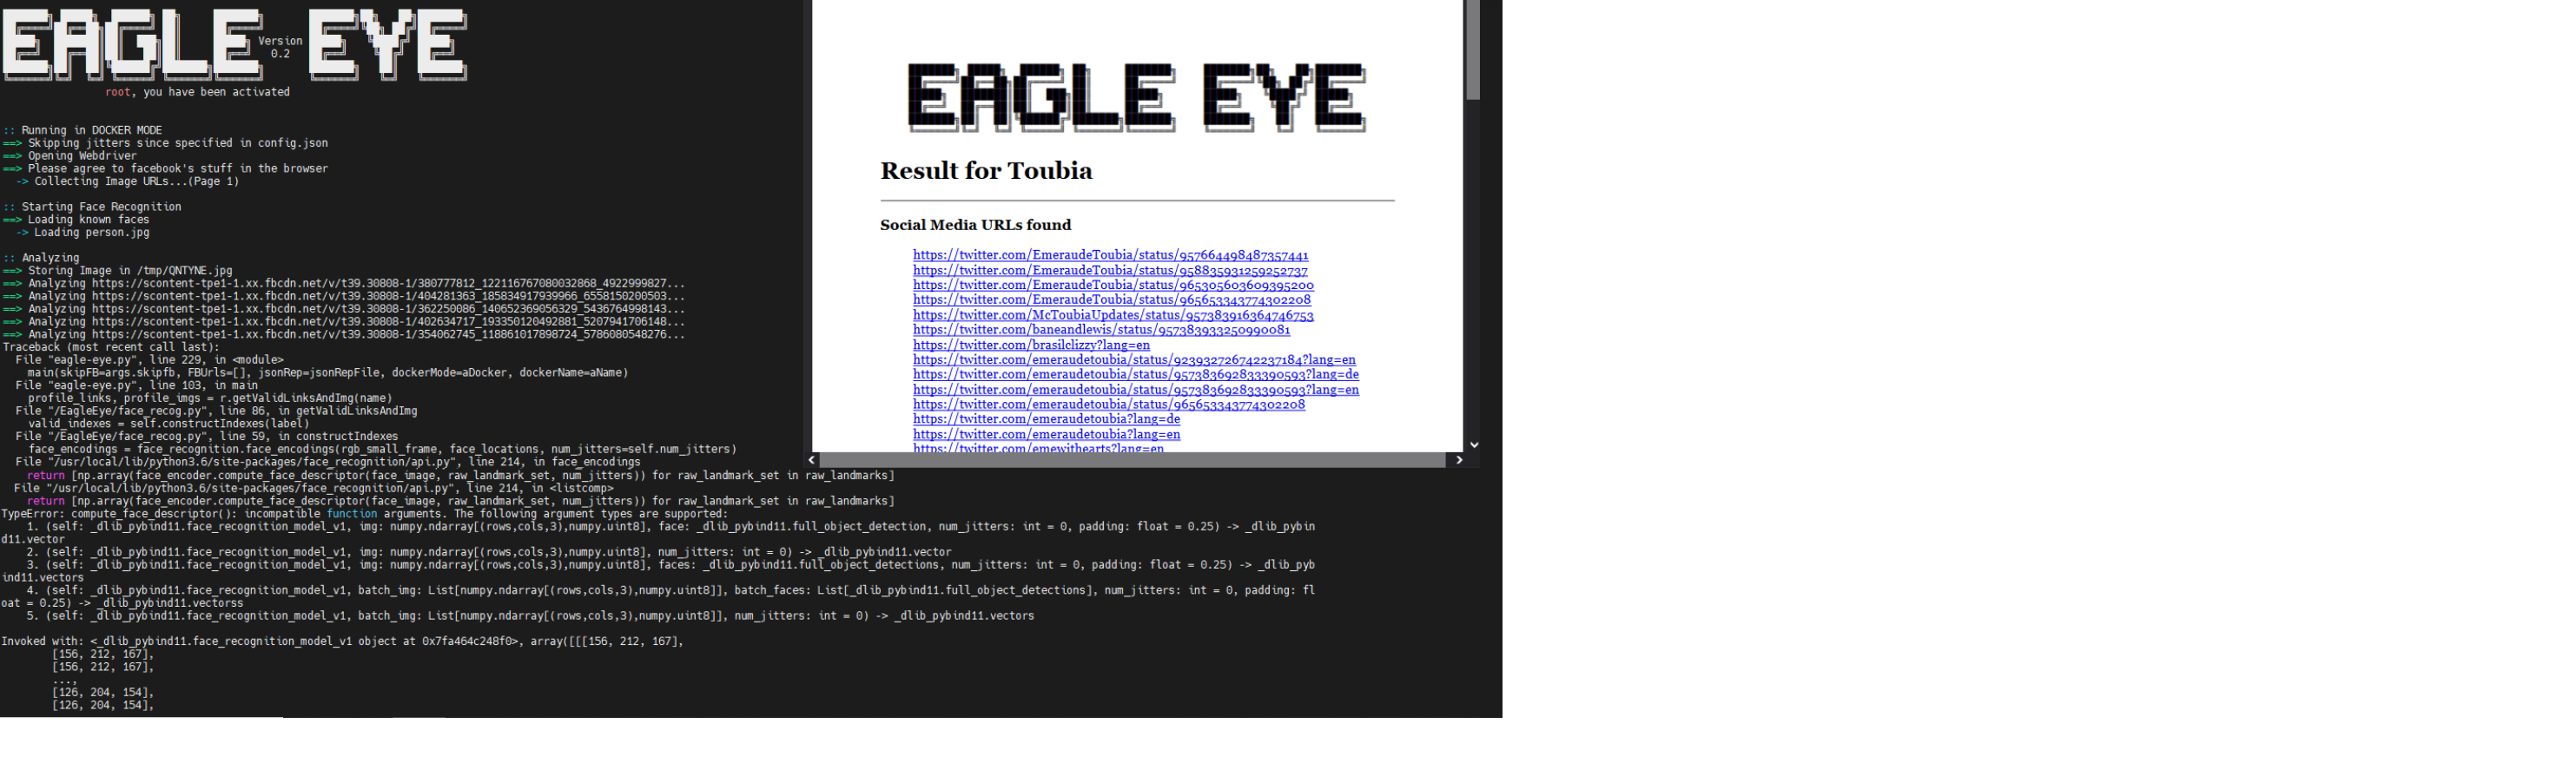 EAGLE EYE
Version
0.2
root, you have been activated
:: Running in DOCKER MODE
==> Skipping jitters since specified in config.json
==> Opening Webdriver
==> Please agree to facebook's stuff in the browser
-> Collecting Image URLs...(Page 1)
:: Starting Face Recognition
==> Loading known faces
-> Loading person.jpg
:: Analyzing
==> Storing Image in /tmp/QNTYNE.jpg
==> Analyzing https://scontent-tpe1-1.xx.fbcdn.net/v/t39.30808-1/380777812_122116767080032868_4922999827...
==> Analyzing https://scontent-tpe1-1.xx.fbcdn.net/v/t39.30808-1/404281363_185834917939966_6558150200503...
==> Analyzing https://scontent-tpe1-1.xx.fbcdn.net/v/t39.30808-1/362250086_140652369056329_5436764998143...
==> Analyzing https://scontent-tpe1-1.xx.fbcdn.net/v/t39.30808-1/402634717_193350120492881_5207941706148...
==> Analyzing https://scontent-tpe1-1.xx.fbcdn.net/v/t39.30808-1/354062745_118861017898724_5786080548276...
Traceback (most recent call last):
File "eagle-eye.py", line 229, in <module>
main(skipFB=args.skipfb, FBUrls=[], jsonRep=jsonRepFile, dockerMode=aDocker, dockerName=aName)
File "eagle-eye.py", line 103, in main
profile_links, profile_imgs = r.getValidLinksAndImg(name)
File "/EagleEye/face_recog.py", line 86, in getValidLinksAndImg
valid_indexes = self.constructIndexes(label)
File "/EagleEye/face_recog.py", line 59, in constructIndexes
face_encodings = face_recognition.face_encodings(rgb_small_frame, face_locations, num_jitters=self.num_jitters)
File "/usr/local/lib/python3.6/site-packages/face_recognition/api.py", line 214, in face_encodings
return [np.array(face_encoder.compute_face_descriptor(face_image, raw_landmark_set, num_jitters)) for raw_landmark_set in raw_landmarks]
File "/usr/local/lib/python3.6/site-packages/face_recognition/api.py", line 214, in <listcomp>
return [np.array(face_encoder.compute_face_descriptor(face_image, raw_landmark_set, num_jitters)) for raw_landmark_set in raw_landmarks]
TypeError: compute_face_descriptor(): incompatible function arguments. The following argument types are supported:
1. (self: _dlib_pybind11.face_recognition_model_v1, img: numpy.ndarray[(rows,cols,3),numpy.uint8], face: _dlib_pybind11.full_object_detection, num_jitters: int = 0, padding: float = 0.25) -> _dlib_pybin
d11.vector
2. (self: _dlib_pybind11.face_recognition_model_v1, img: numpy.ndarray[(rows,cols,3),numpy.uint8], num_jitters: int = 0) -> _dlib_pybind11.vector
3. (self: _dlib_pybind11.face_recognition_model_v1, img: numpy.ndarray[(rows,cols,3),numpy.uint8], faces: _dlib_pybind11.full_object_detections, num_jitters: int = 0, padding: float = 0.25) -> _dlib_pyb
ind11.vectors
4. (self: _dlib_pybind11.face_recognition_model_v1, batch_img: List[numpy.ndarray[(rows,cols,3),numpy.uint8]], batch_faces: List[_dlib_pybind11.full_object_detections], num_jitters: int = 0, padding: fl
oat = 0.25) -> _dlib_pybind11.vectorss
5. (self: _dlib_pybind11.face_recognition_model_v1, batch_img: List[numpy.ndarray[(rows,cols,3),numpy.uint8]], num_jitters: int = 0) -> _dlib_pybind11.vectors
Invoked with: <_dlib_pybind11.face_recognition_model_v1 object at 0x7fa464c248f0>, array([[[156, 212, 167],
[156, 212, 167],
[156, 212, 167],
...,
[126, 204, 154],
[126, 204, 154],
EAGLE EYE
Result for Toubia
Social Media URLs found
https://twitter.com/EmeraudeToubia/status/957664498487357441
https://twitter.com/EmeraudeToubia/status/958835931259252737
https://twitter.com/EmeraudeToubia/status/965305603609395200
https://twitter.com/EmeraudeToubia/status/965653343774302208
https://twitter.com/McToubiaUpdates/status/957383916364746753
https://twitter.com/baneandlewis/status/957383933250990081
https://twitter.com/brasilclizzy?lang=en
https://twitter.com/emeraudetoubia/status/923932726742237184?lang=en
https://twitter.com/emeraudetoubia/status/957383692833390593?lang=de
https://twitter.com/emeraudetoubia/status/957383692833390593?lang=en
https://twitter.com/emeraudetoubia/status/965653343774302208
https://twitter.com/emeraudetoubia?lang=de
https://twitter.com/emeraudetoubia?lang=en
https://twitter.com/emewithearts?lang=en